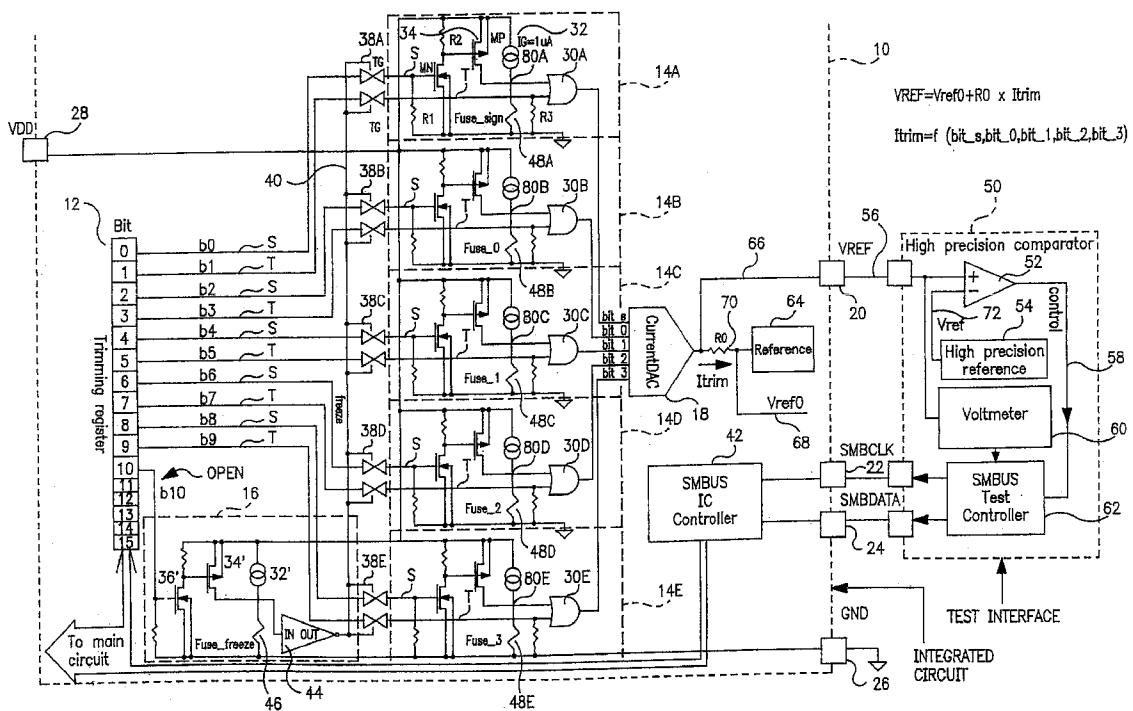 38A
34
R2
MP
IG=1uA
32
80A
30A
14A
10
TG
S
MN
T
R1
Fuse_sign
R3
TG
48A
VREF=Vref0+R0 x Itrim
Itrim=f (bit_s,bit_0,bit_1,bit_2,bit_3)
VDD
28
40
38B
S
T
80B
30B
14B
Fuse_0
48B
12
Bit
0
1
2
3
4
5
6
7
8
9
10
11
12
13
14
15
b0 S
b1 T
b2 S
b3 T
b4 S
b5 T
b6 S
b7 T
b8 S
b9 T
b10
OPEN
Trimming register
freeze
38C
S
T
80C
30C
14C
Fuse_1
48C
bit s
bit 0
bit 1
bit 2
bit 3
CurrentDAC
18
66
70
R0
Itrim
64
Reference
Vref0
68
20
VREF
56
50
High precision comparator
52
+
−
control
Vref
72
54
High precision
reference
58
Voltmeter
60
38D
S
T
80D
30D
14D
Fuse_2
48D
42
SMBUS
IC
Controller
SMBCLK
22
SMBDATA
24
SMBUS
Test
Controller
62
16
36'
34'
32'
Fuse_freeze
IN OUT
46
44
38E
S
T
80E
30E
14E
Fuse_3
48E
To main
circuit
GND
26
INTEGRATED
CIRCUIT
TEST INTERFACE